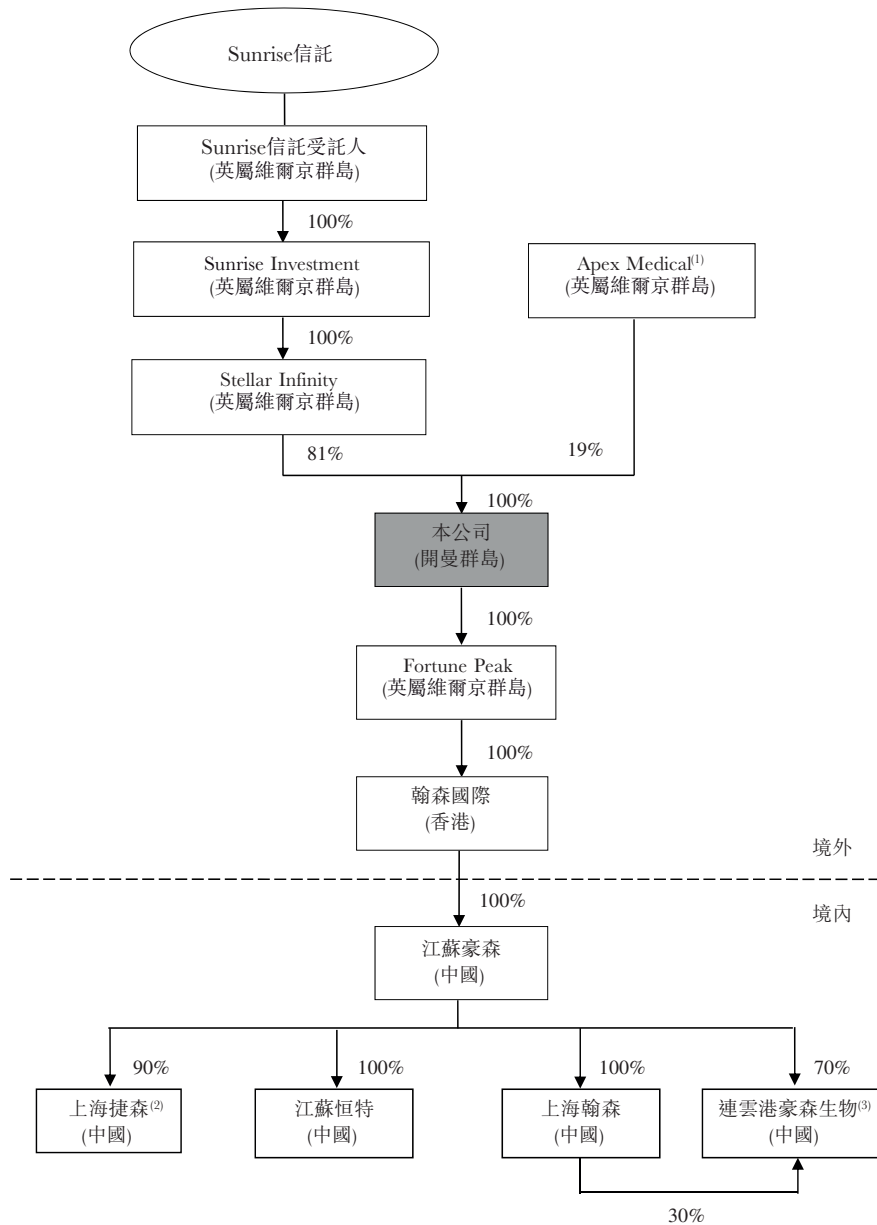 Sunrise信託
Sunrise信託受託人
(英屬維爾京群島)
100%
Sunrise Investment
(英屬維爾京群島)
Apex Medical(1)
(英屬維爾京群島)
100%
Stellar Infinity
(英屬維爾京群島)
81%
19%
100%
本公司
(開曼群島)
100%
Fortune Peak
(英屬維爾京群島)
100%
翰森國際
(香港)
境外
100%
境內
江蘇豪森
(中國)
90%
100%
100%
70%
上海捷森(2)
(中國)
江蘇恒特
(中國)
上海翰森
(中國)
連雲港豪森生物(3)
(中國)
30%